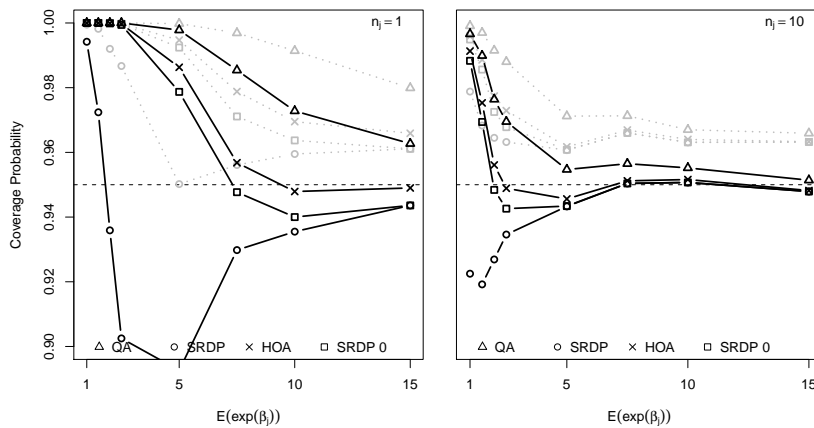 n_j = 1
Coverage Probability
1.00
0.98
0.96
0.94
0.92
0.90
QA SRDP HOA SRDP 0
1 5 10 15
E(exp(β_j))
n_j = 10
QA SRDP HOA SRDP 0
1 5 10 15
E(exp(β_j))